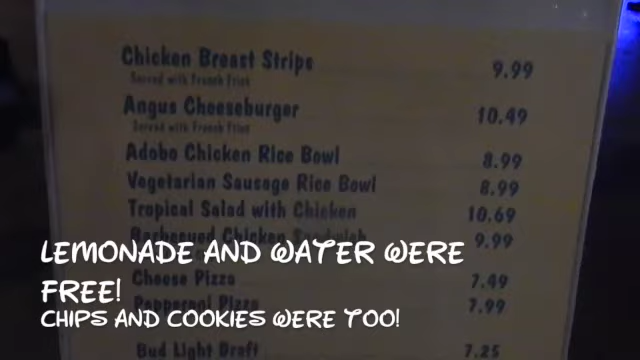 Chicken Breast Strips 9.99
Served with French Fries
Angus Cheeseburger 10.49
Served with French Fries
Adobo Chicken Rice Bowl 8.99
Vegetarian Sausage Rice Bowl 8.99
Tropical Salad with Chicken 10.69
Barbecued Chicken Sandwich 9.99
LEMONADE AND WATER WERE
FREE!
Cheese Pizza 7.49
Pepperoni Pizza 7.99
CHIPS AND COOKIES WERE TOO!
Bud Light Draft 7.25